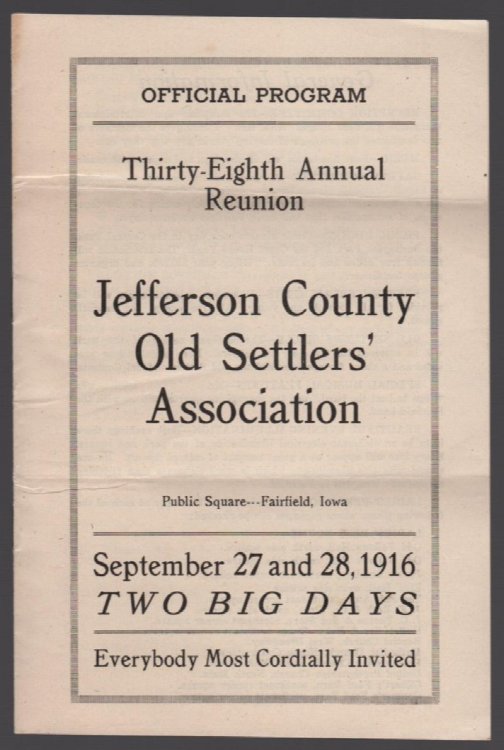 OFFICIAL PROGRAM
Thirty-Eighth Annual
Reunion
Jefferson County
Old Settlers'
Association
Public Square---Fairfield, Iowa
September 27 and 28, 1916
TWO BIG DAYS
Everybody Most Cordially Invited